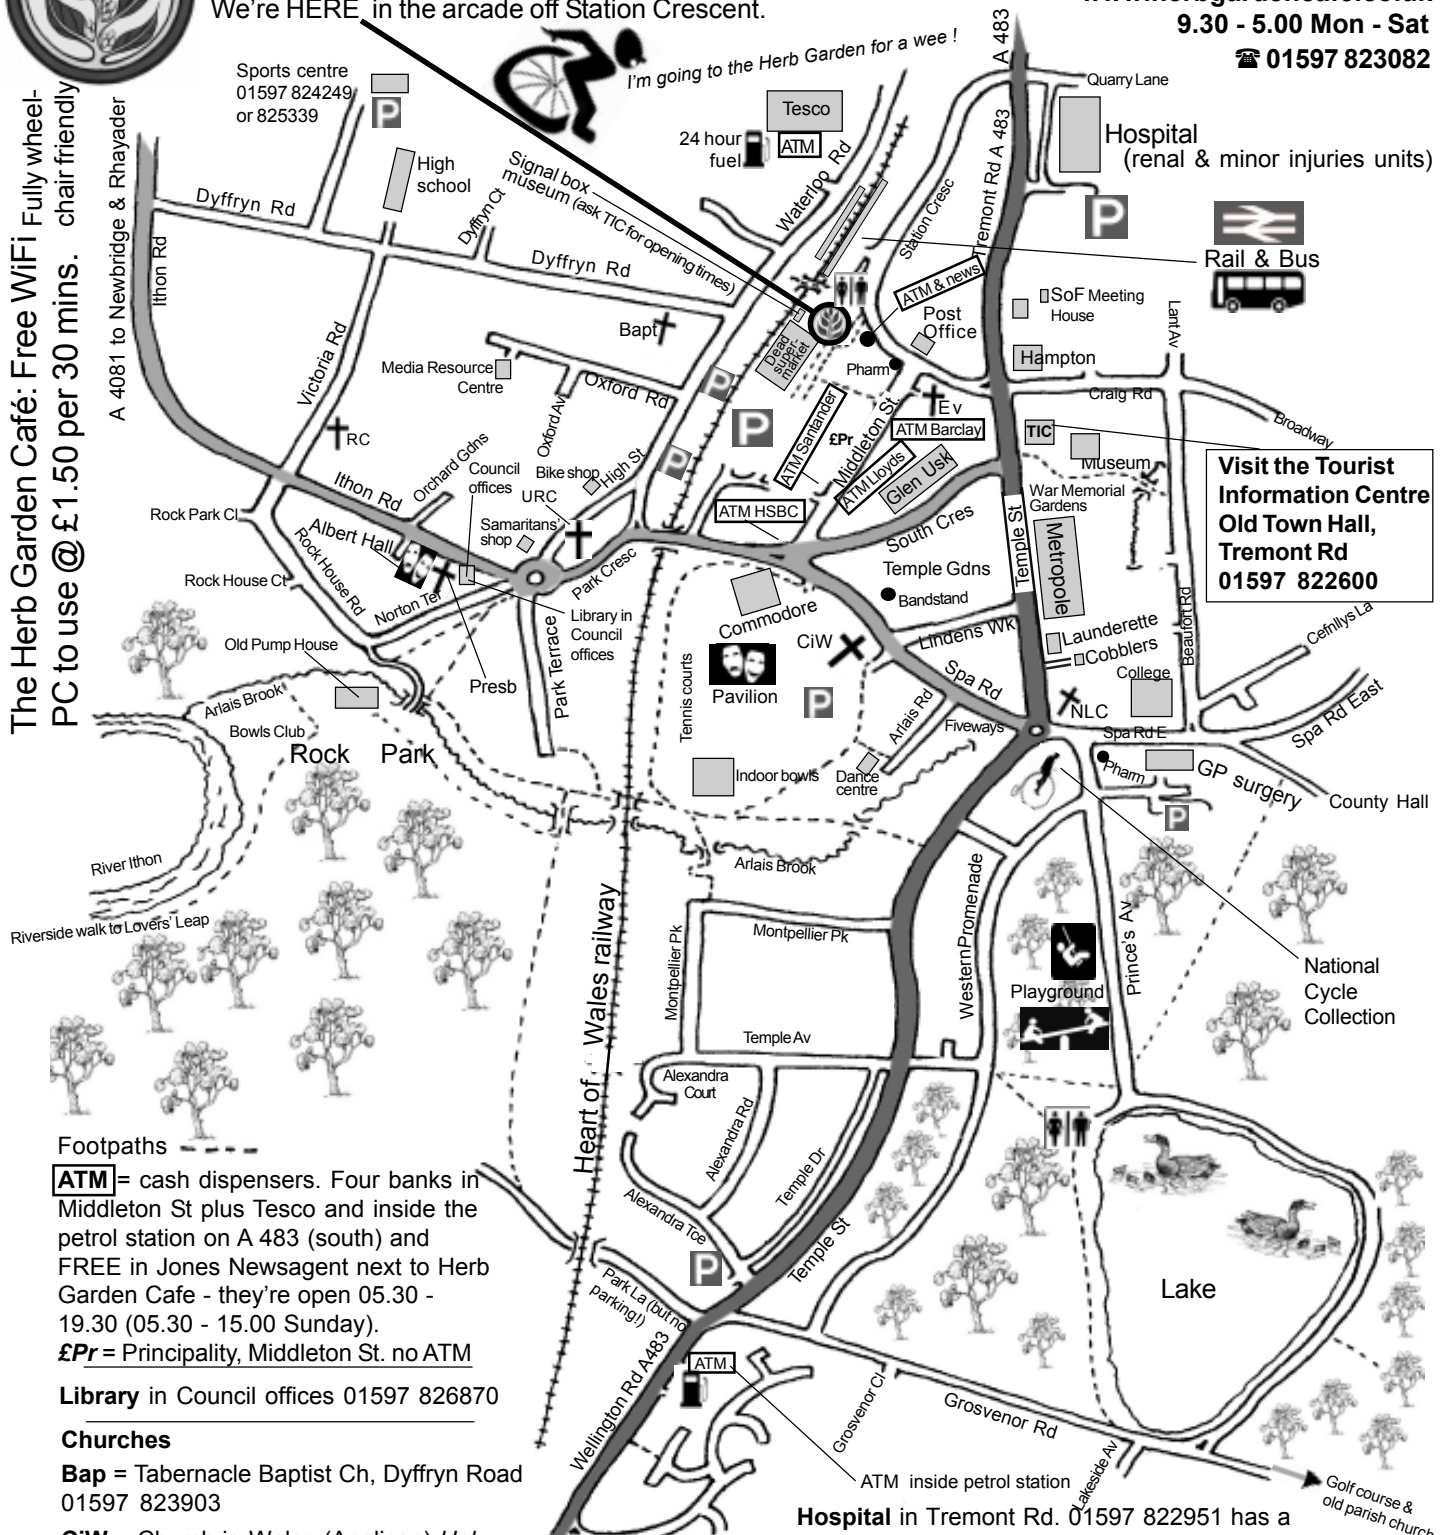 We're HERE in the arcade off Station Crescent.
9.30 - 5.00 Mon - Sat
☎ 01597 823082
I'm going to the Herb Garden for a wee !
The Herb Garden Café: Free WiFi
PC to use @ £1.50 per 30 mins.
Fully wheel-
chair friendly
A 4081 to Newbridge & Rhayader
Sports centre
01597 824249
or 825339
P
High
school
Signal box
museum (ask TIC for opening times)
24 hour
fuel
Tesco
ATM
Waterloo Rd
Station Cresc
Tremont Rd A 483
A 483
Quarry Lane
Hospital
(renal & minor injuries units)
P
Rail & Bus
Ithon Rd
Dyffryn Rd
Dyffryn Ct
Dyffryn Rd
Victoria Rd
Bapt
Media Resource
Centre
Oxford Rd
Oxford Av
Dead
super-
market
ATM & news
Post
Office
Pharm
SoF Meeting
House
Hampton
Lant Av
Craig Rd
Broadway
RC
P
P
P
ATM Santander
£Pr
Middleton St.
Ev
ATM Barclay
ATM Lloyds
Glen Usk
TIC
Museum
War Memorial
Gardens
Visit the Tourist
Information Centre
Old Town Hall,
Tremont Rd
01597 822600
Ithon Rd
Orchard Gdns
Council
offices
Bike shop
High St
URC
Samaritans'
shop
ATM HSBC
South Cres
Temple St
Metropole
Rock Park Cl
Albert Hall
Rock House Rd
Rock House Ct
Norton Ter
Park Cresc
Library in
Council
offices
Commodore
Temple Gdns
Bandstand
Lindens Wk
Launderette
Cobblers
College
Beaufort Rd
Cefnllys La
Old Pump House
Presb
Park Terrace
Tennis courts
CiW
Pavilion
P
Spa Rd
Arlais Rd
Fiveways
NLC
Spa Rd E
Spa Rd East
Arlais Brook
Bowls Club
Rock Park
Indoor bowls
Dance
centre
Pharm
GP surgery
County Hall
P
River Ithon
Riverside walk to Lovers' Leap
Arlais Brook
Heart of Wales railway
Montpellier Pk
Montpellier Pk
Western Promenade
Prince's Av
Playground
National
Cycle
Collection
Temple Av
Alexandra
Court
Alexandra Rd
Temple Dr
Alexandra Tce
Temple St
P
Park La (but no
parking!)
Lake
Footpaths
ATM = cash dispensers. Four banks in
Middleton St plus Tesco and inside the
petrol station on A 483 (south) and
FREE in Jones Newsagent next to Herb
Garden Cafe - they're open 05.30 -
19.30 (05.30 - 15.00 Sunday).
£Pr = Principality, Middleton St. no ATM
Library in Council offices 01597 826870
Churches
Bap = Tabernacle Baptist Ch, Dyffryn Road
01597 823903
Wellington Rd A483
ATM
Grosvenor Cl
Grosvenor Rd
Lakeside Av
ATM inside petrol station
Golf course &
old parish church
Hospital in Tremont Rd. 01597 822951 has a